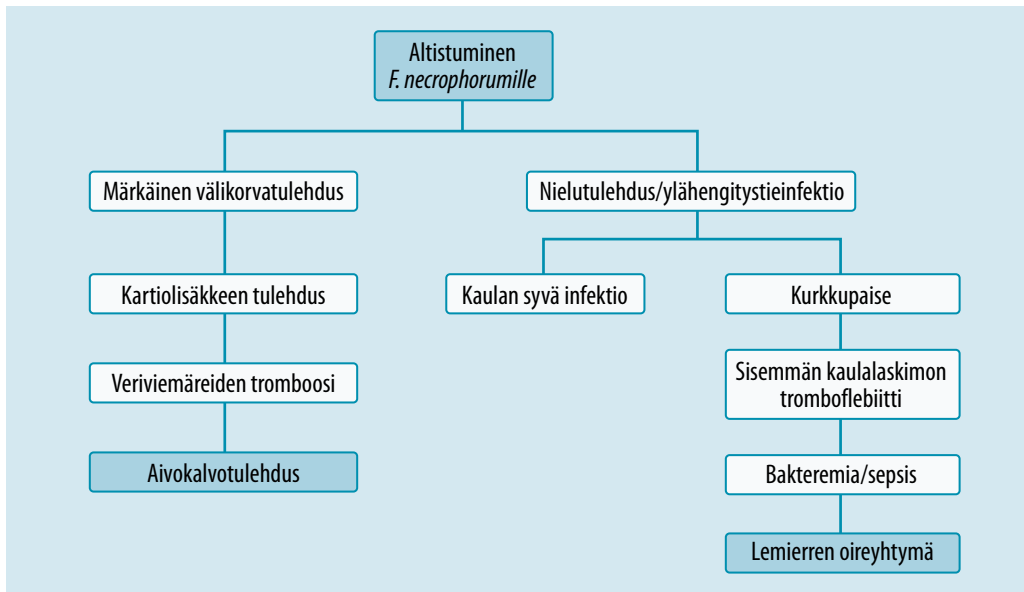 Altistuminen
F. necrophorumille
Märkäinen välikorvatulehdus
Nielutulehdus/ylähengitystieinfektio
Kartiolisäkkeen tulehdus
Kaulan syvä infektio
Kurkkupaise
Veriviemäreiden tromboosi
Sisemmän kaulalaskimon
tromboflebiitti
Aivokalvotulehdus
Bakteremia/sepsis
Lemierren oireyhtymä